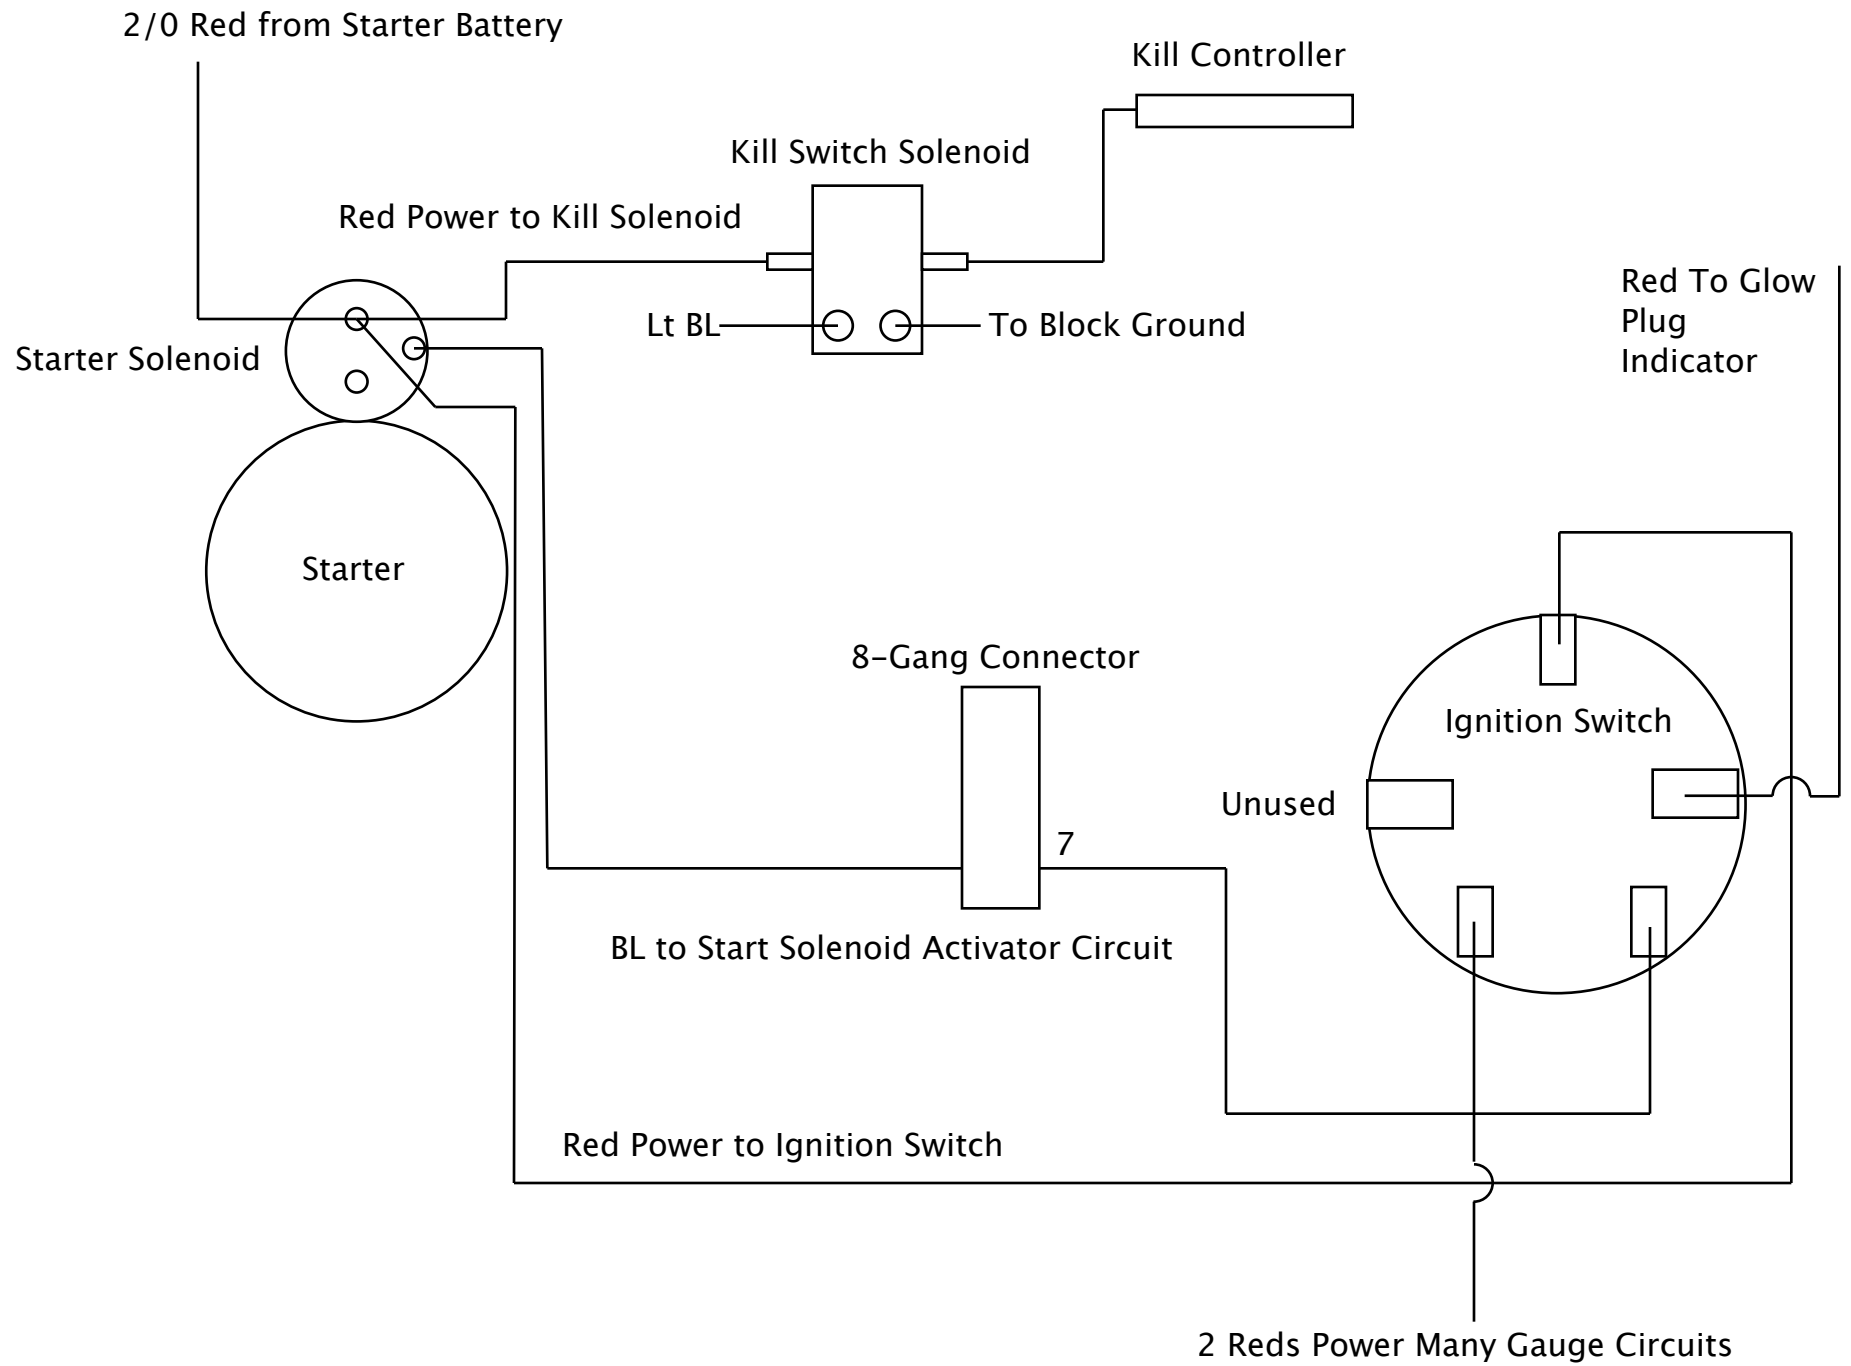 2/0 Red from Starter Battery
Kill Controller
Kill Switch Solenoid
Red Power to Kill Solenoid
Red To Glow
Plug
Indicator
Lt BL
To Block Ground
Starter Solenoid
Starter
8-Gang Connector
Ignition Switch
Unused
7
BL to Start Solenoid Activator Circuit
Red Power to Ignition Switch
2 Reds Power Many Gauge Circuits